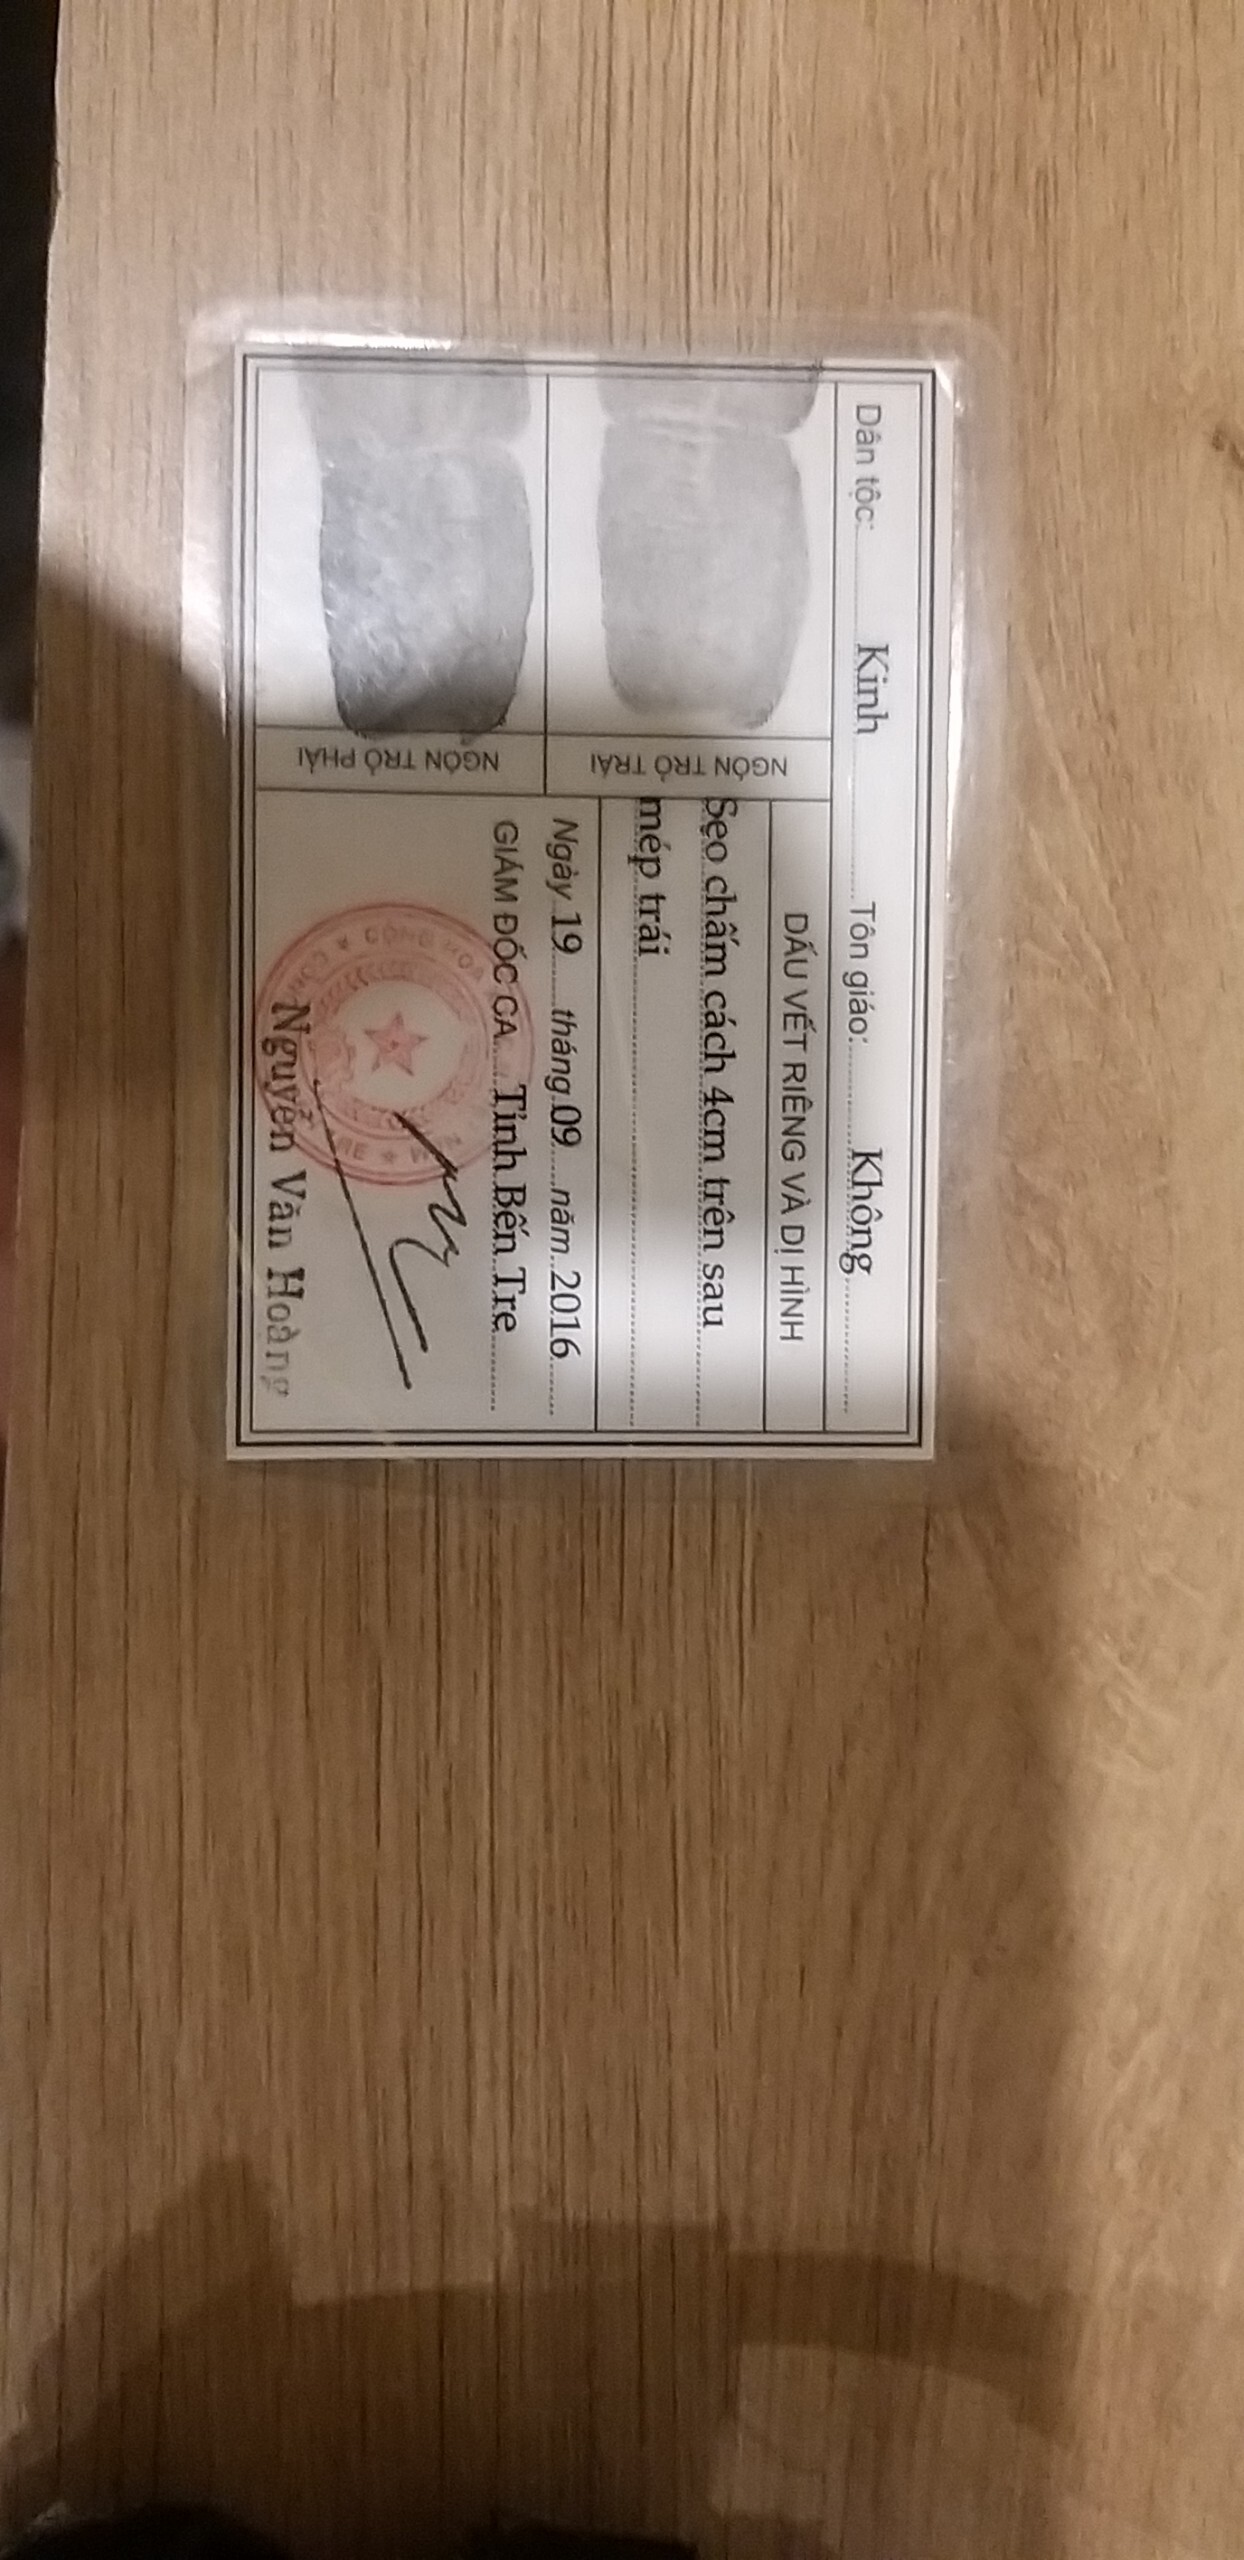 Dân tộc: Kinh Tôn giáo: Không
NGÓN TRỎ TRÁI
DẤU VẾT RIÊNG VÀ DỊ HÌNH
Sẹo chấm cách 4cm trên sau
mép trái
NGÓN TRỎ PHẢI
Ngày 19 tháng 09 năm 2016
GIÁM ĐỐC CA Tỉnh Bến Tre
CỘNG HÒA
Nguyễn Văn Hoàng